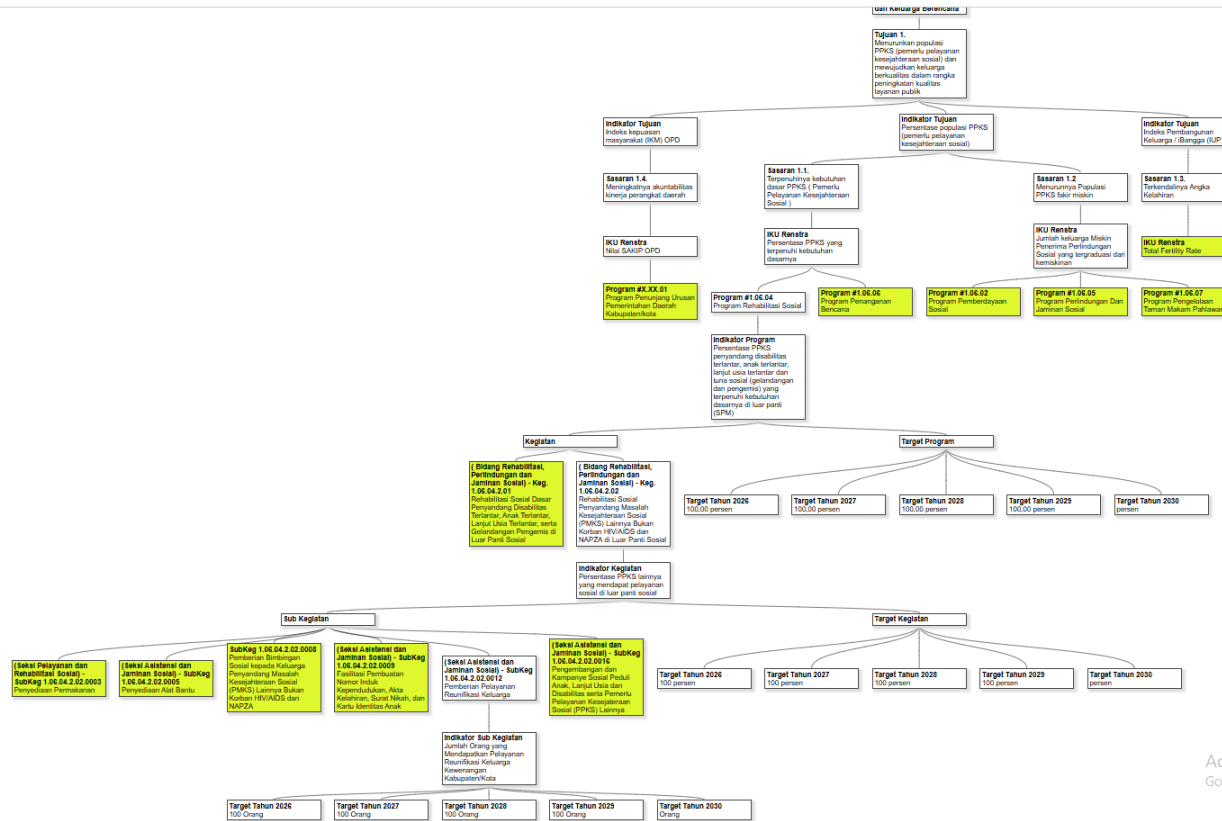 dan Keluarga Berencana
Tujuan 1.
Menurunkan populasi
PPKS (pemerlu pelayanan
kesejahteraan sosial) dan
mewujudkan keluarga
berkualitas dalam rangka
peningkatan kualitas
layanan publik
Indikator Tujuan
Indeks kepuasan
masyarakat (IKM) OPD
Indikator Tujuan
Persentase populasi PPKS
(pemerlu pelayanan
kesejahteraan sosial)
Indikator Tujuan
Indeks Pembangunan
Keluarga / iBangga (IUP
Sasaran 1.4.
Meningkatnya akuntabilitas
kinerja perangkat daerah
Sasaran 1.1.
Terpenuhinya kebutuhan
dasar PPKS ( Pemerlu
Pelayanan Kesejahteraan
Sosial )
Sasaran 1.2
Menurunnya Populasi
PPKS fakir miskin
Sasaran 1.3.
Terkendalinya Angka
Kelahiran
IKU Renstra
Nilai SAKIP OPD
IKU Renstra
Persentase PPKS yang
terpenuhi kebutuhan
dasarnya
IKU Renstra
Jumlah keluarga Miskin
Penerima Perlindungan
Sosial yang tergraduasi dari
kemiskinan
IKU Renstra
Total Fertility Rate
Program #X.XX.01
Program Penunjang Urusan
Pemerintahan Daerah
Kabupaten/kota
Program #1.06.04
Program Rehabilitasi Sosial
Program #1.06.06
Program Penanganan
Bencana
Program #1.06.02
Program Pemberdayaan
Sosial
Program #1.06.05
Program Perlindungan Dan
Jaminan Sosial
Program #1.06.07
Program Pengelolaan
Taman Makam Pahlawan
Indikator Program
Persentase PPKS
penyandang disabilitas
terlantar, anak terlantar,
lanjut usia terlantar dan
tuna sosial (gelandangan
dan pengemis) yang
terpenuhi kebutuhan
dasarnya di luar panti
(SPM)
Kegiatan
Target Program
( Bidang Rehabilitasi,
Perlindungan dan
Jaminan Sosial) - Keg.
1.06.04.2.01
Rehabilitasi Sosial Dasar
Penyandang Disabilitas
Terlantar, Anak Terlantar,
Lanjut Usia Terlantar, serta
Gelandangan Pengemis di
Luar Panti Sosial
( Bidang Rehabilitasi,
Perlindungan dan
Jaminan Sosial) - Keg.
1.06.04.2.02
Rehabilitasi Sosial
Penyandang Masalah
Kesejahteraan Sosial
(PMKS) Lainnya Bukan
Korban HIV/AIDS dan
NAPZA di Luar Panti Sosial
Target Tahun 2026
100,00 persen
Target Tahun 2027
100,00 persen
Target Tahun 2028
100,00 persen
Target Tahun 2029
100,00 persen
Target Tahun 2030
persen
Indikator Kegiatan
Persentase PPKS lainnya
yang mendapat pelayanan
sosial di luar panti sosial
Sub Kegiatan
Target Kegiatan
(Seksi Pelayanan dan
Rehabilitasi Sosial) -
SubKeg 1.06.04.2.02.0003
Penyediaan Permakanan
(Seksi Asistensi dan
Jaminan Sosial) - SubKeg
1.06.04.2.02.0005
Penyediaan Alat Bantu
SubKeg 1.06.04.2.02.0008
Pemberian Bimbingan
Sosial kepada Keluarga
Penyandang Masalah
Kesejahteraan Sosial
(PMKS) Lainnya Bukan
Korban HIV/AIDS dan
NAPZA
(Seksi Asistensi dan
Jaminan Sosial) - SubKeg
1.06.04.2.02.0009
Fasilitasi Pembuatan
Nomor Induk
Kependudukan, Akta
Kelahiran, Surat Nikah, dan
Kartu Identitas Anak
(Seksi Asistensi dan
Jaminan Sosial) - SubKeg
1.06.04.2.02.0012
Pemberian Pelayanan
Reunifikasi Keluarga
(Seksi Asistensi dan
Jaminan Sosial) - SubKeg
1.06.04.2.02.0016
Pengembangan dan
Kampanye Sosial Peduli
Anak, Lanjut Usia dan
Disabilitas serta Pemerlu
Pelayanan Kesejateraan
Sosial (PPKS) Lainnya
Target Tahun 2026
100 persen
Target Tahun 2027
100 persen
Target Tahun 2028
100 persen
Target Tahun 2029
100 persen
Target Tahun 2030
persen
Indikator Sub Kegiatan
Jumlah Orang yang
Mendapatkan Pelayanan
Reunifikasi Keluarga
Kewenangan
Kabupaten/Kota
Target Tahun 2026
100 Orang
Target Tahun 2027
100 Orang
Target Tahun 2028
100 Orang
Target Tahun 2029
100 Orang
Target Tahun 2030
Orang